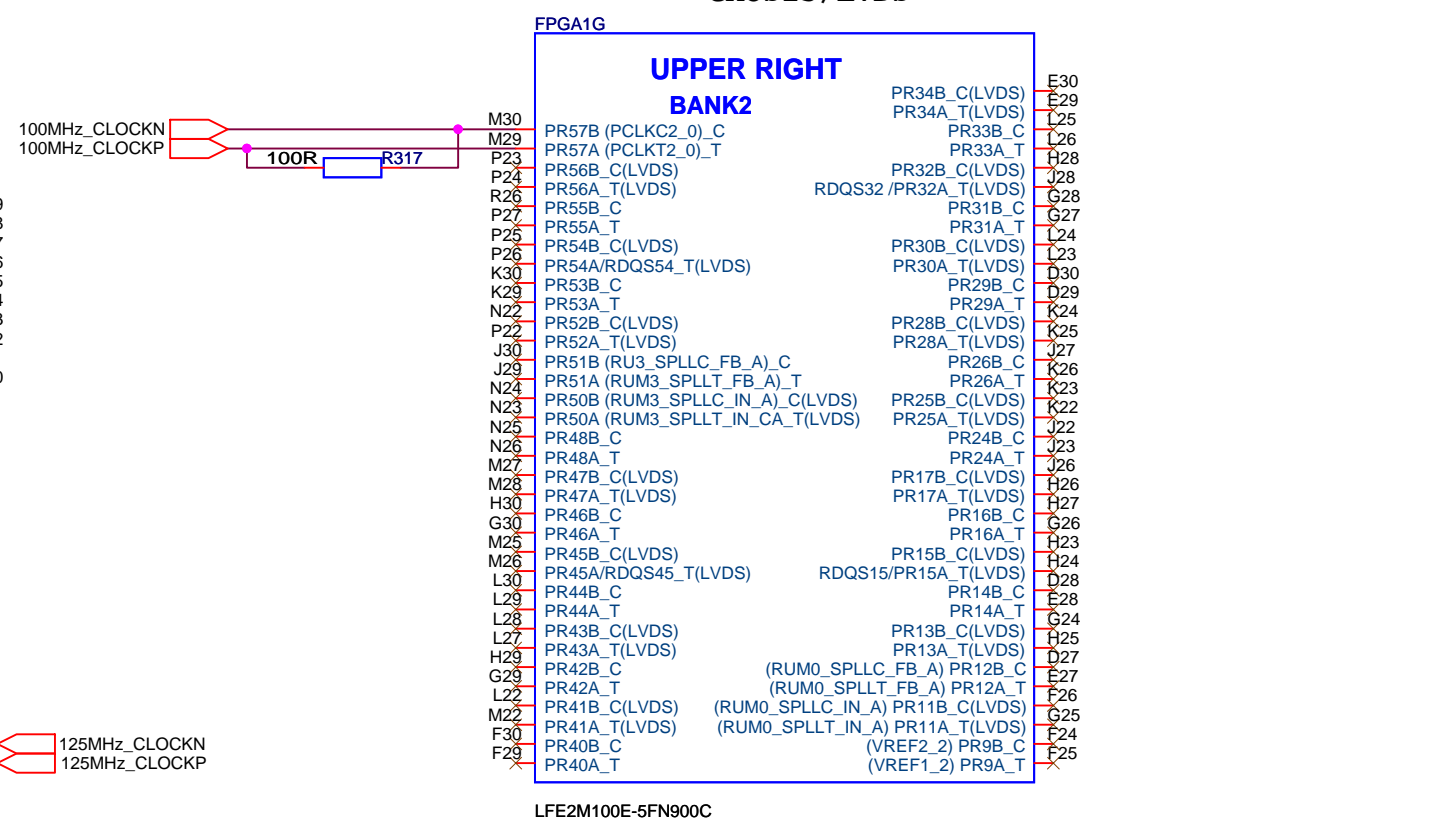 FPGA1G
UPPER RIGHT
BANK2
100MHz_CLOCKN
100MHz_CLOCKP
100R R317
M30 PR57B (PCLKC2_0)_C
M29 PR57A (PCLKT2_0)_T
P23 PR56B_C(LVDS)
P24 PR56A_T(LVDS)
R26 PR55B_C
P27 PR55A_T
P25 PR54B_C(LVDS)
P26 PR54A/RDQS54_T(LVDS)
K30 PR53B_C
K29 PR53A_T
N22 PR52B_C(LVDS)
P22 PR52A_T(LVDS)
J30 PR51B (RU3_SPLLC_FB_A)_C
J29 PR51A (RUM3_SPLLT_FB_A)_T
N24 PR50B (RUM3_SPLLC_IN_A)_C(LVDS)
N23 PR50A (RUM3_SPLLT_IN_CA_T(LVDS)
N25 PR48B_C
N26 PR48A_T
M27 PR47B_C(LVDS)
M28 PR47A_T(LVDS)
H30 PR46B_C
G30 PR46A_T
M25 PR45B_C(LVDS)
M26 PR45A/RDQS45_T(LVDS)
L30 PR44B_C
L29 PR44A_T
L28 PR43B_C(LVDS)
L27 PR43A_T(LVDS)
H29 PR42B_C
G29 PR42A_T
L22 PR41B_C(LVDS)
M22 PR41A_T(LVDS)
F30 PR40B_C
F29 PR40A_T
PR34B_C(LVDS) E30
PR34A_T(LVDS) E29
PR33B_C L25
PR33A_T L26
PR32B_C(LVDS) H28
RDQS32 /PR32A_T(LVDS) J28
PR31B_C G28
PR31A_T G27
PR30B_C(LVDS) L24
PR30A_T(LVDS) L23
PR29B_C D30
PR29A_T D29
PR28B_C(LVDS) K24
PR28A_T(LVDS) K25
PR26B_C J27
PR26A_T K26
PR25B_C(LVDS) K23
PR25A_T(LVDS) K22
PR24B_C J22
PR24A_T J23
PR17B_C(LVDS) J26
PR17A_T(LVDS) H26
PR16B_C H27
PR16A_T G26
PR15B_C(LVDS) H23
RDQS15/PR15A_T(LVDS) H24
PR14B_C D28
PR14A_T E28
PR13B_C(LVDS) G24
PR13A_T(LVDS) H25
(RUM0_SPLLC_FB_A) PR12B_C D27
(RUM0_SPLLT_FB_A) PR12A_T E27
(RUM0_SPLLC_IN_A) PR11B_C(LVDS) F26
(RUM0_SPLLT_IN_A) PR11A_T(LVDS) G25
(VREF2_2) PR9B_C F24
(VREF1_2) PR9A_T F25
125MHz_CLOCKN
125MHz_CLOCKP
LFE2M100E-5FN900C